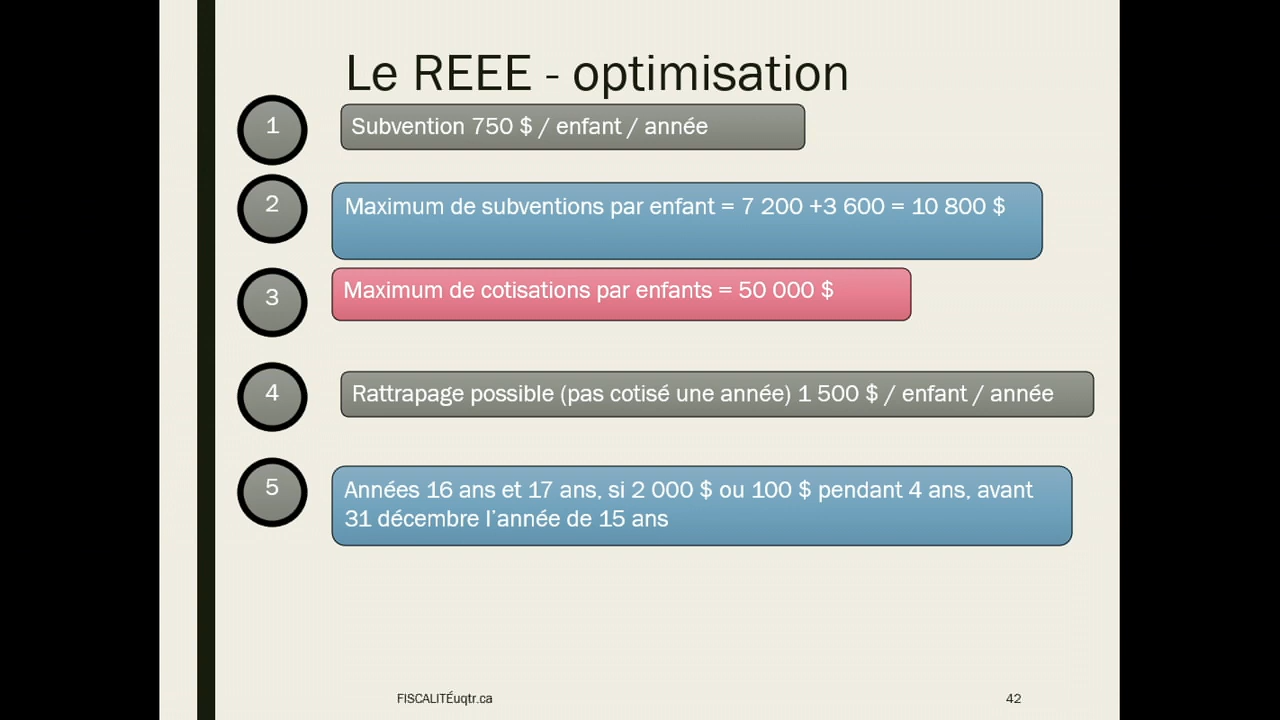 Le REEE - optimisation
1
Subvention 750 $ / enfant / année
2
Maximum de subventions par enfant = 7 200 +3 600 = 10 800 $
3
Maximum de cotisations par enfants = 50 000 $
4
Rattrapage possible (pas cotisé une année) 1 500 $ / enfant / année
5
Années 16 ans et 17 ans, si 2 000 $ ou 100 $ pendant 4 ans, avant
31 décembre l'année de 15 ans
FISCALITÉuqtr.ca
42